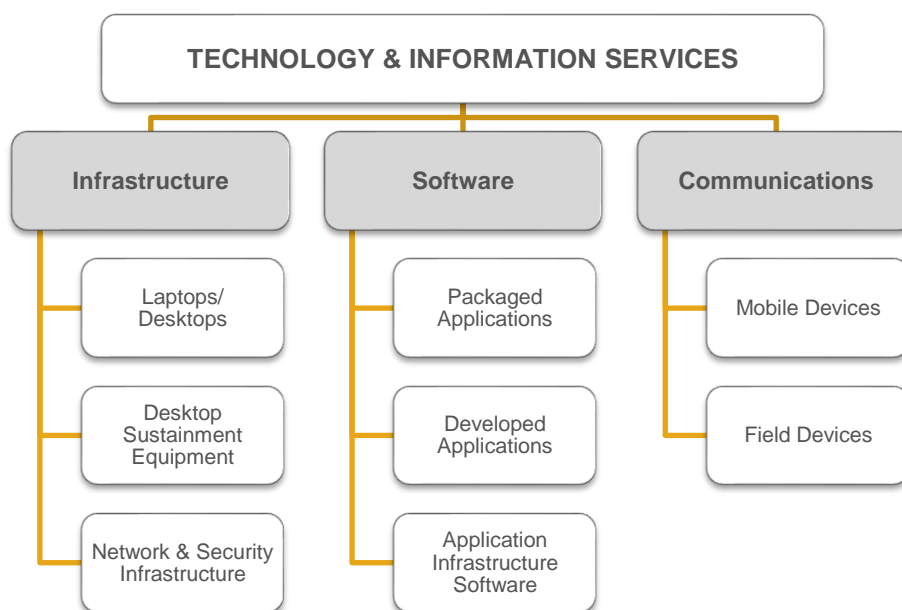 TECHNOLOGY & INFORMATION SERVICES
Infrastructure
Software
Communications
Laptops/
Desktops
Packaged
Applications
Mobile Devices
Desktop
Sustainment
Equipment
Developed
Applications
Field Devices
Network & Security
Infrastructure
Application
Infrastructure
Software